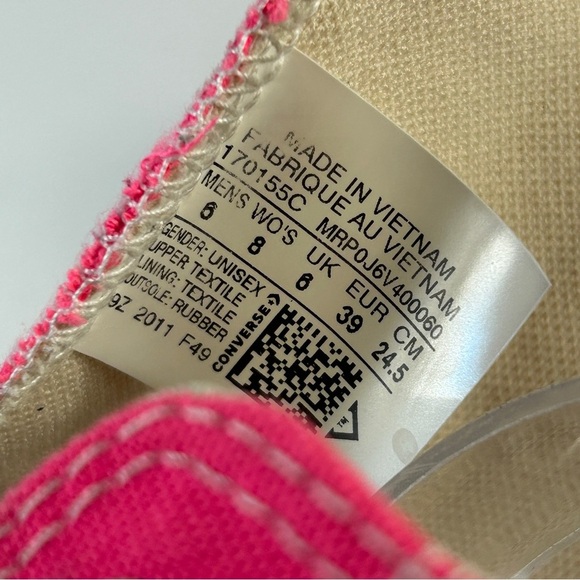 MADE IN VIETNAM
FABRIQUE AU VIETNAM
170155C MRP0J6V400060
MENS WO'S UK EUR CM
6 8 6 39 24.5
GENDER: UNISEX
UPPER TEXTILE
LINING: TEXTILE
OUTSOLE: RUBBER
9Z 2011 F49
CONVERSE
TM